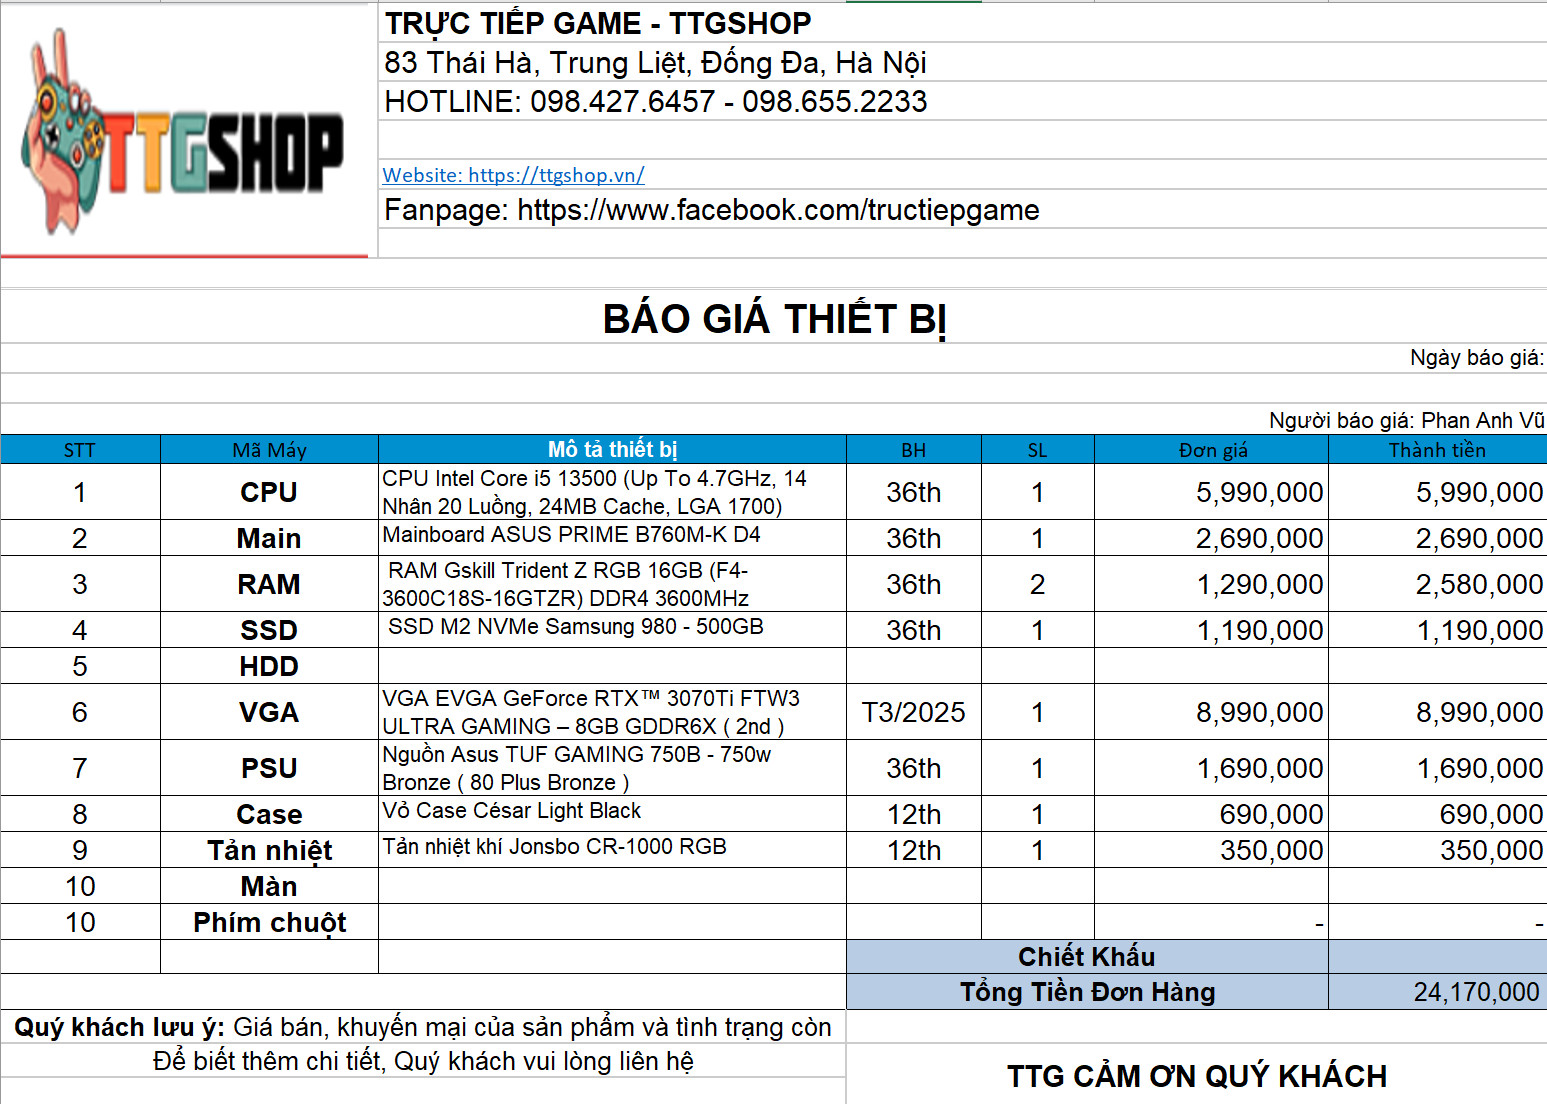 TTGSHOP
TRỰC TIẾP GAME - TTGSHOP
83 Thái Hà, Trung Liệt, Đống Đa, Hà Nội
HOTLINE: 098.427.6457 - 098.655.2233
Website: https://ttgshop.vn/
Fanpage: https://www.facebook.com/tructiepgame
BÁO GIÁ THIẾT BỊ
Ngày báo giá:
Người báo giá: Phan Anh Vũ
STT Mã Máy Mô tả thiết bị BH SL Đơn giá Thành tiền
1 CPU CPU Intel Core i5 13500 (Up To 4.7GHz, 14
Nhân 20 Luồng, 24MB Cache, LGA 1700) 36th 1 5,990,000 5,990,000
2 Main Mainboard ASUS PRIME B760M-K D4 36th 1 2,690,000 2,690,000
3 RAM RAM Gskill Trident Z RGB 16GB (F4-
3600C18S-16GTZR) DDR4 3600MHz 36th 2 1,290,000 2,580,000
4 SSD SSD M2 NVMe Samsung 980 - 500GB 36th 1 1,190,000 1,190,000
5 HDD
6 VGA VGA EVGA GeForce RTX™ 3070Ti FTW3
ULTRA GAMING – 8GB GDDR6X ( 2nd ) T3/2025 1 8,990,000 8,990,000
7 PSU Nguồn Asus TUF GAMING 750B - 750w
Bronze ( 80 Plus Bronze ) 36th 1 1,690,000 1,690,000
8 Case Vỏ Case César Light Black 12th 1 690,000 690,000
9 Tản nhiệt Tản nhiệt khí Jonsbo CR-1000 RGB 12th 1 350,000 350,000
10 Màn
10 Phím chuột - -
Chiết Khấu
Tổng Tiền Đơn Hàng 24,170,000
Quý khách lưu ý: Giá bán, khuyến mại của sản phẩm và tình trạng còn
Để biết thêm chi tiết, Quý khách vui lòng liên hệ
TTG CẢM ƠN QUÝ KHÁCH